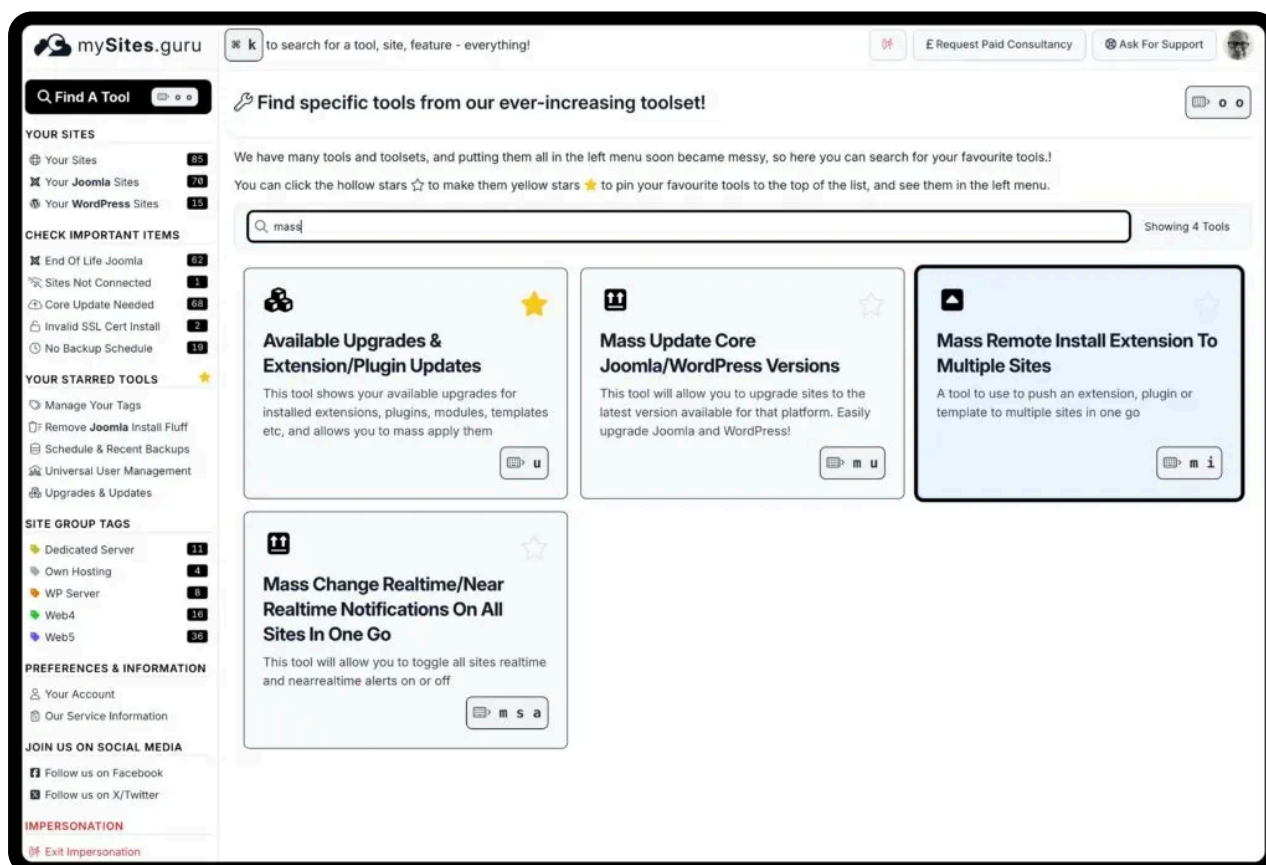 mySites.guru
⌘ k to search for a tool, site, feature - everything!
£ Request Paid Consultancy
Ask For Support
Find A Tool o o
YOUR SITES
Your Sites 85
Your Joomla Sites 70
Your WordPress Sites 15
CHECK IMPORTANT ITEMS
End Of Life Joomla 62
Sites Not Connected 1
Core Update Needed 68
Invalid SSL Cert Install 2
No Backup Schedule 19
YOUR STARRED TOOLS
Manage Your Tags
Remove Joomla Install Fluff
Schedule & Recent Backups
Universal User Management
Upgrades & Updates
SITE GROUP TAGS
Dedicated Server 11
Own Hosting 4
WP Server 8
Web4 16
Web5 36
PREFERENCES & INFORMATION
Your Account
Our Service Information
JOIN US ON SOCIAL MEDIA
Follow us on Facebook
Follow us on X/Twitter
IMPERSONATION
Exit Impersonation
Find specific tools from our ever-increasing toolset!
o o
We have many tools and toolsets, and putting them all in the left menu soon became messy, so here you can search for your favourite tools.!
You can click the hollow stars ☆ to make them yellow stars ⭐ to pin your favourite tools to the top of the list, and see them in the left menu.
mass
Showing 4 Tools
Available Upgrades &
Extension/Plugin Updates
This tool shows your available upgrades for
installed extensions, plugins, modules, templates
etc, and allows you to mass apply them
u
Mass Update Core
Joomla/WordPress Versions
This tool will allow you to upgrade sites to the
latest version available for that platform. Easily
upgrade Joomla and WordPress!
m u
Mass Remote Install Extension To
Multiple Sites
A tool to use to push an extension, plugin or
template to multiple sites in one go
m i
Mass Change Realtime/Near
Realtime Notifications On All
Sites In One Go
This tool will allow you to toggle all sites realtime
and nearrealtime alerts on or off
m s a